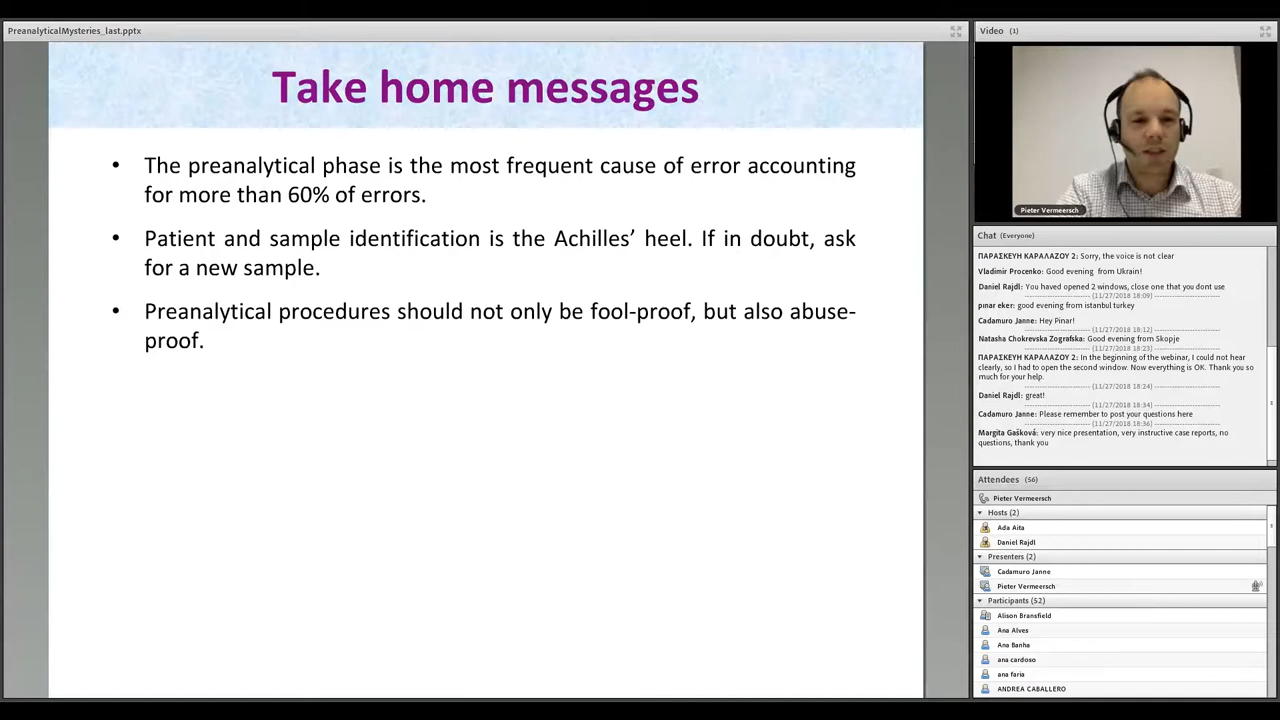 PreanalyticalMysteries_last.pptx
Take home messages
• The preanalytical phase is the most frequent cause of error accounting
for more than 60% of errors.
• Patient and sample identification is the Achilles’ heel. If in doubt, ask
for a new sample.
• Preanalytical procedures should not only be fool-proof, but also abuse-
proof.
Video (1)
Pieter Vermeersch
Chat (Everyone)
ΠΑΡΑΣΚΕΥΗ ΚΑΡΑΛΑΖΟΥ 2: Sorry, the voice is not clear
Vladimir Procenko: Good evening from Ukrain!
Daniel Rajdl: You haved opened 2 windows, close one that you dont use
(11/27/2018 18:09)
pınar eker: good evening from istanbul turkey
Cadamuro Janne: Hey Pinar!
(11/27/2018 18:12)
Natasha Chokrevska Zografska: Good evening from Skopje
(11/27/2018 18:23)
ΠΑΡΑΣΚΕΥΗ ΚΑΡΑΛΑΖΟΥ 2: In the beginning of the webinar, I could not hear
clearly, so I had to open the second window. Now everything is OK. Thank you so
much for your help.
(11/27/2018 18:24)
Daniel Rajdl: great!
(11/27/2018 18:34)
Cadamuro Janne: Please remember to post your questions here
(11/27/2018 18:36)
Margita Gašková: very nice presentation, very instructive case reports, no
questions, thank you
Attendees (56)
Pieter Vermeersch
Hosts (2)
Ada Aita
Daniel Rajdl
Presenters (2)
Cadamuro Janne
Pieter Vermeersch
Participants (52)
Alison Bransfield
Ana Alves
Ana Banha
ana cardoso
ana faria
ANDREA CABALLERO